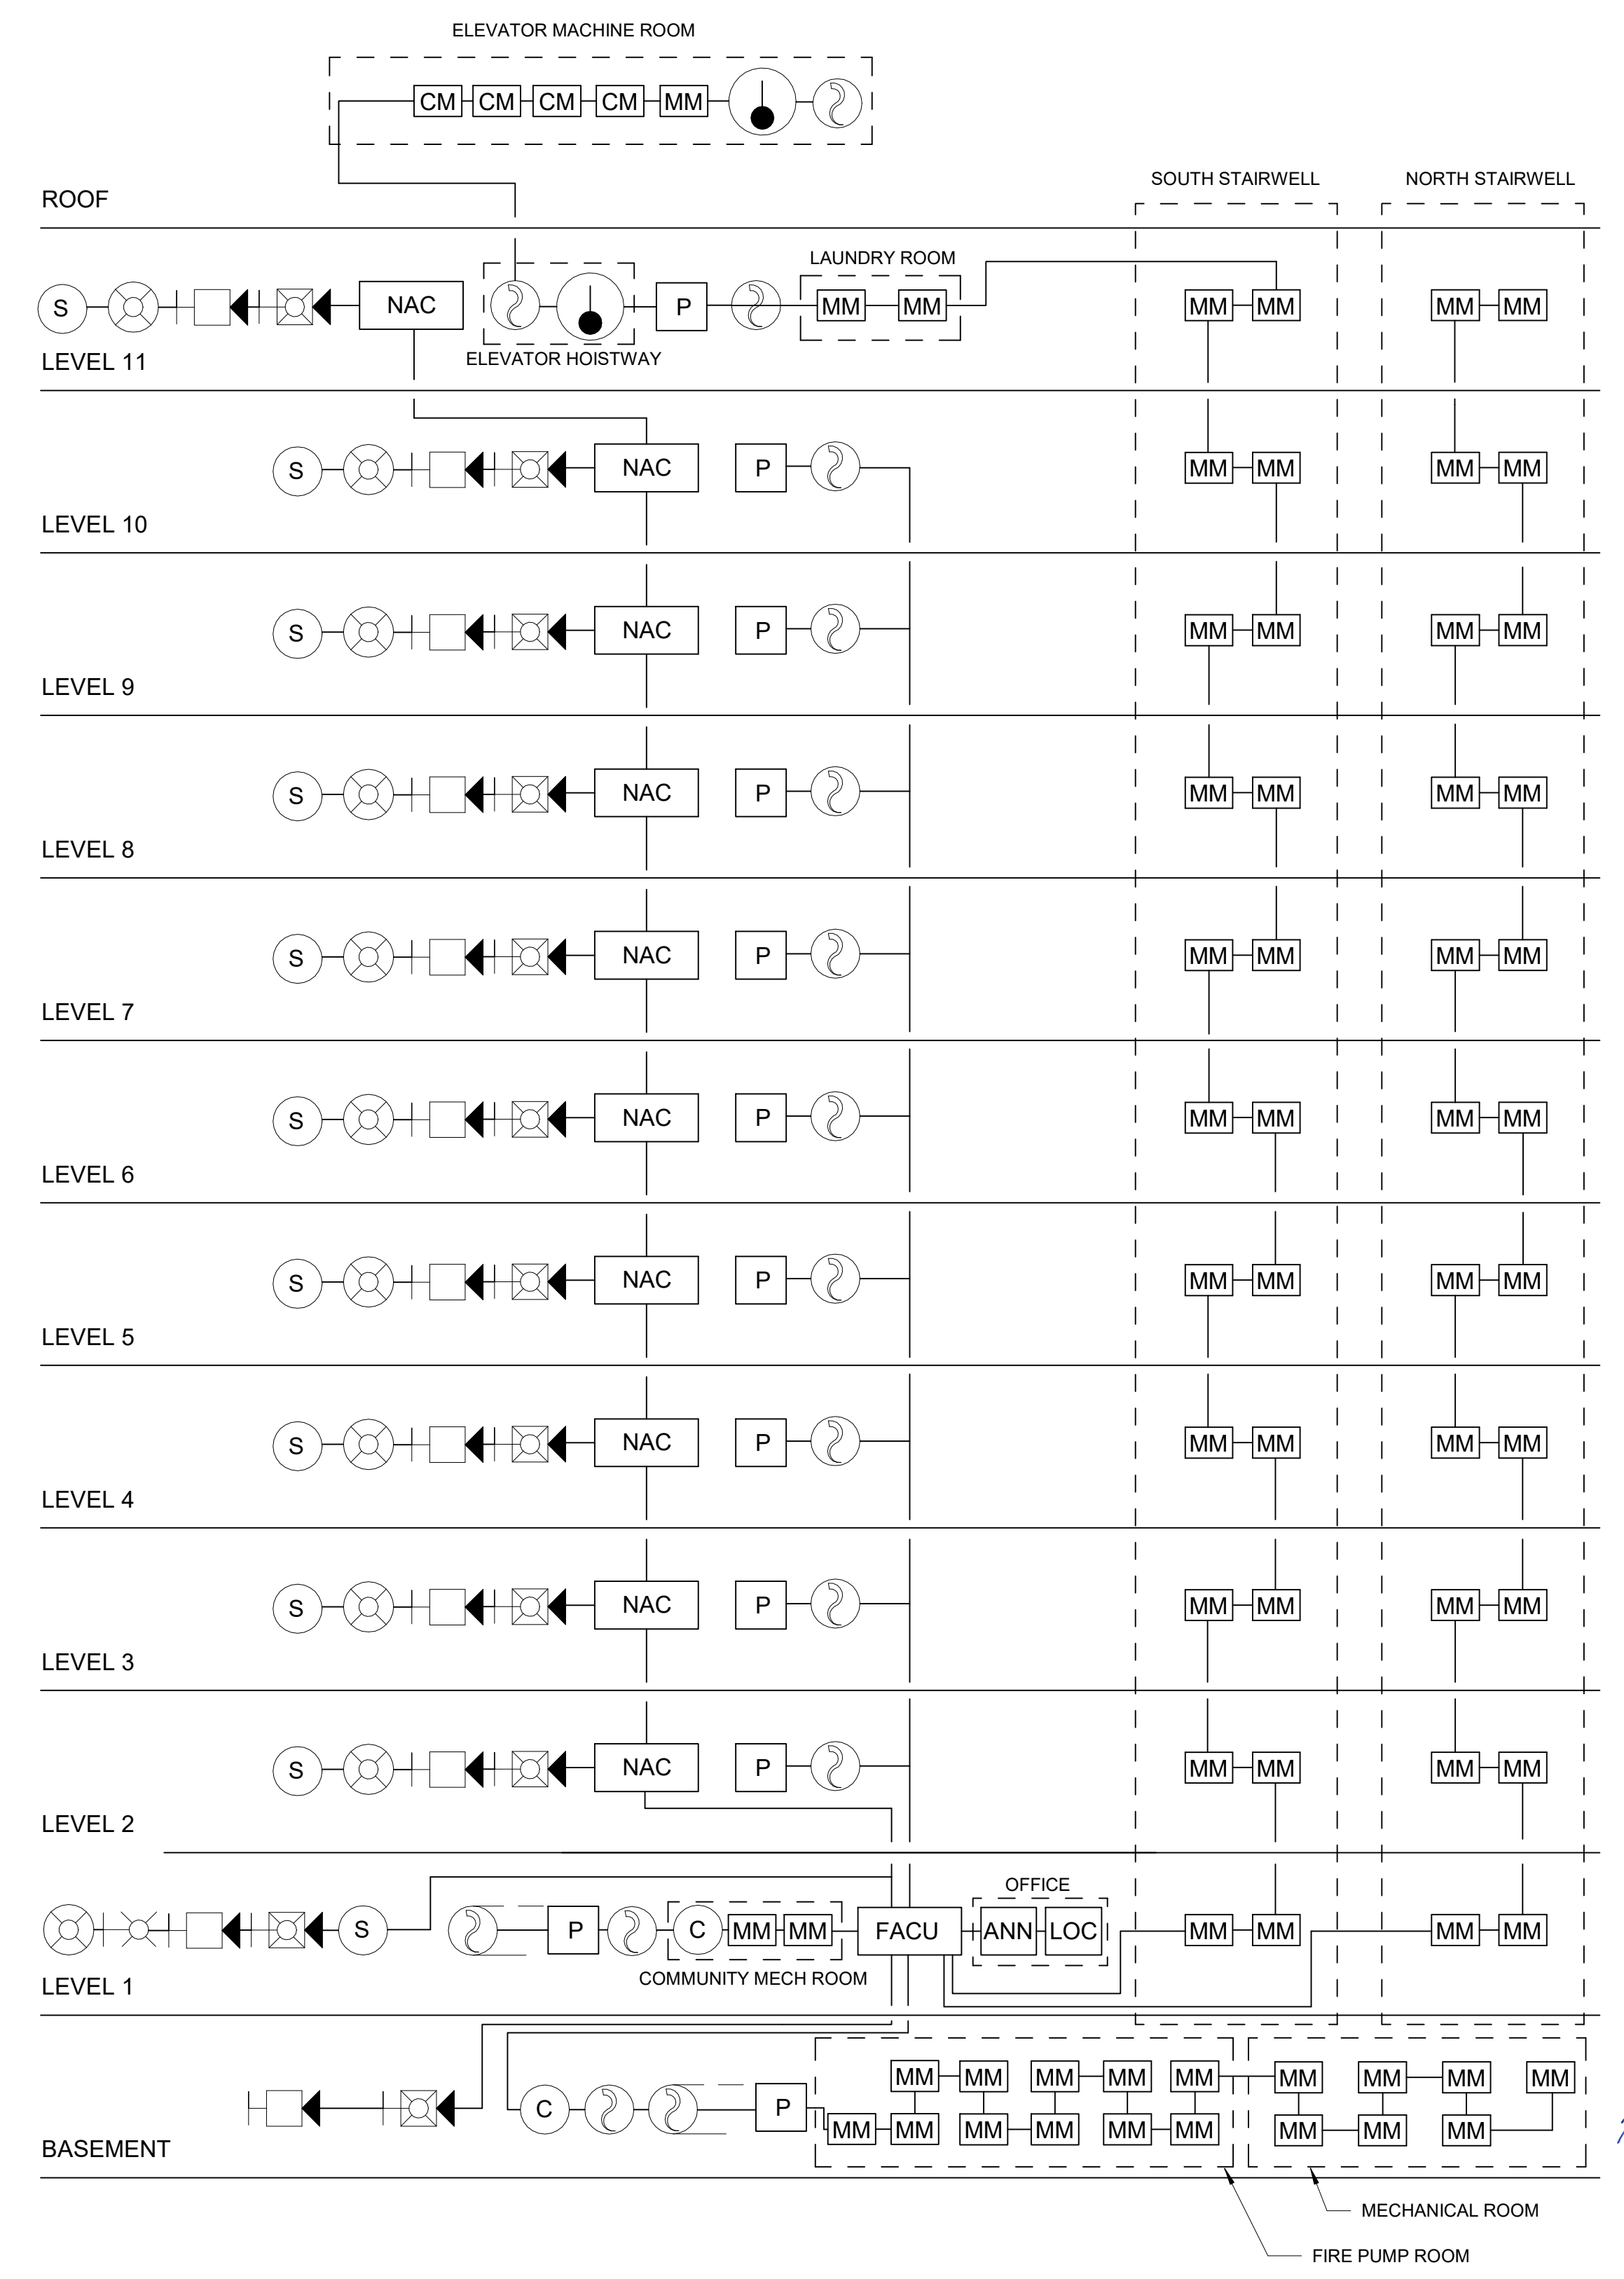 ELEVATOR MACHINE ROOM
CM CM CM CM MM
SOUTH STAIRWELL NORTH STAIRWELL
ROOF
LAUNDRY ROOM
S NAC P MM MM MM MM MM MM
ELEVATOR HOISTWAY
LEVEL 11
S NAC P MM MM MM MM
LEVEL 10
S NAC P MM MM MM MM
LEVEL 9
S NAC P MM MM MM MM
LEVEL 8
S NAC P MM MM MM MM
LEVEL 7
S NAC P MM MM MM MM
LEVEL 6
S NAC P MM MM MM MM
LEVEL 5
S NAC P MM MM MM MM
LEVEL 4
S NAC P MM MM MM MM
LEVEL 3
S NAC P MM MM MM MM
LEVEL 2
OFFICE
S P C MM MM FACU ANN LOC MM MM MM MM
COMMUNITY MECH ROOM
LEVEL 1
MM MM MM MM MM MM MM MM MM
C P
MM MM MM MM MM MM MM MM MM
BASEMENT
MECHANICAL ROOM
FIRE PUMP ROOM